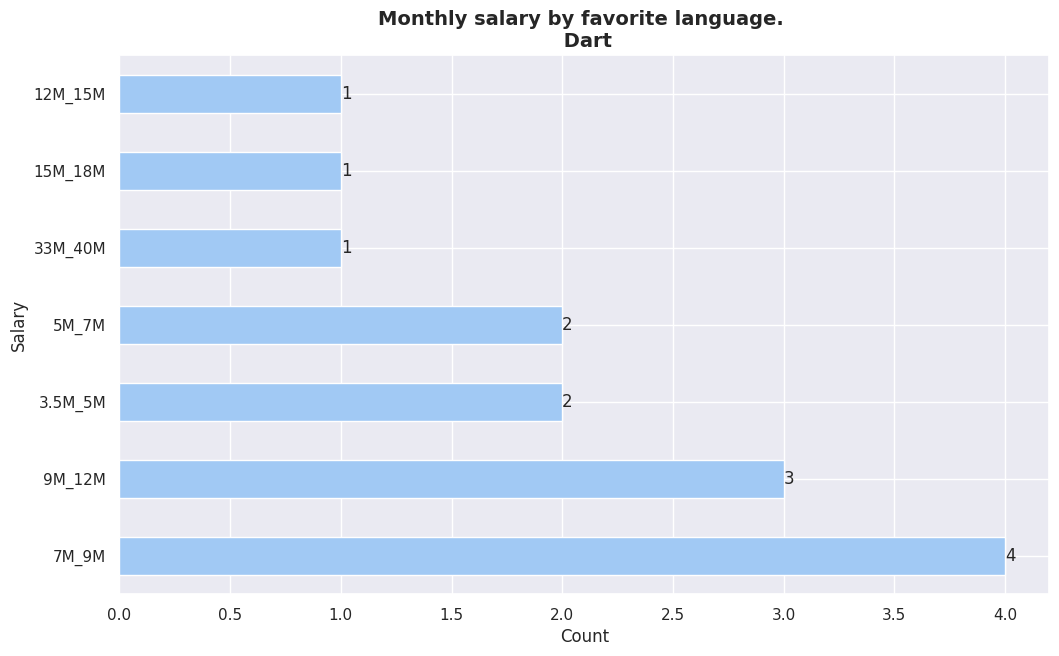 Monthly salary by favorite language.
Dart
12M_15M
1
15M_18M
1
33M_40M
1
5M_7M
2
3.5M_5M
2
9M_12M
3
7M_9M
4
Salary
0.0 0.5 1.0 1.5 2.0 2.5 3.0 3.5 4.0
Count